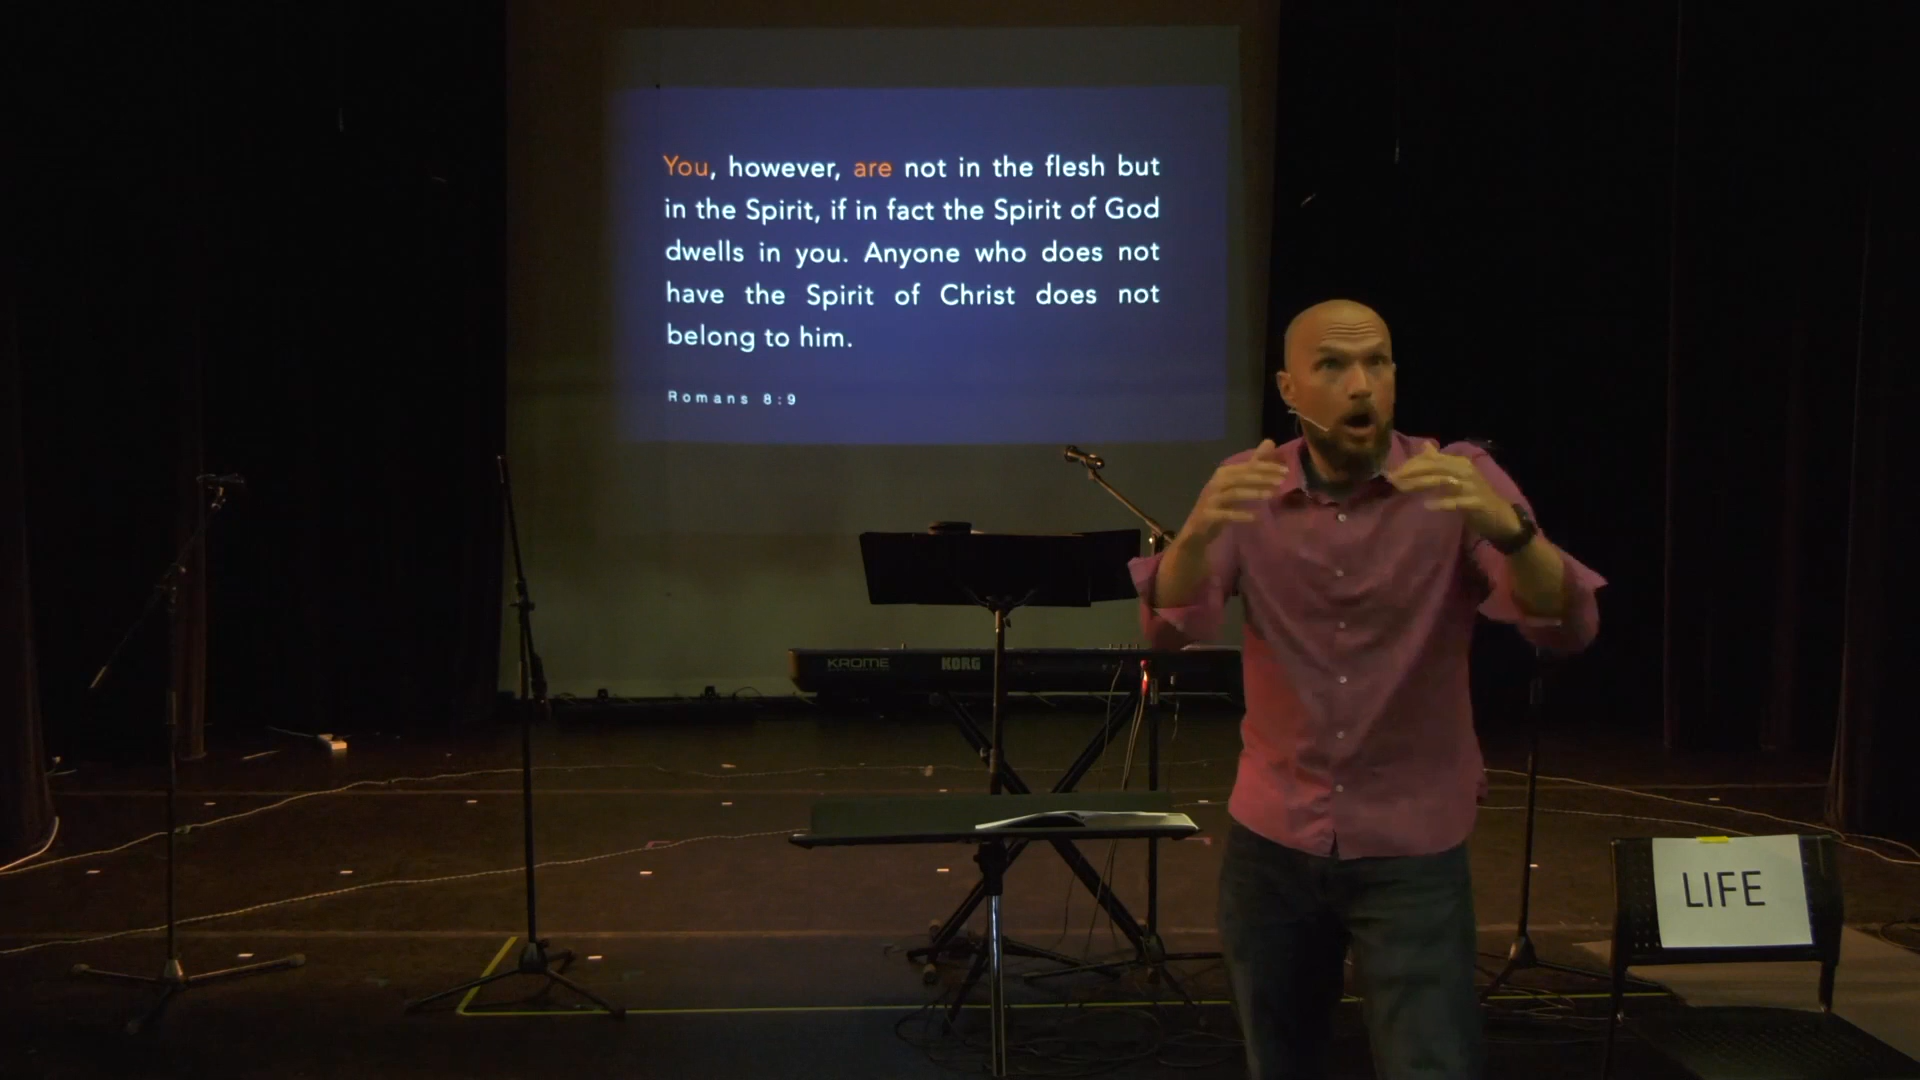 You, however, are not in the flesh but
in the Spirit, if in fact the Spirit of God
dwells in you. Anyone who does not
have the Spirit of Christ does not
belong to him.
Romans 8:9
KROME KORG
LIFE